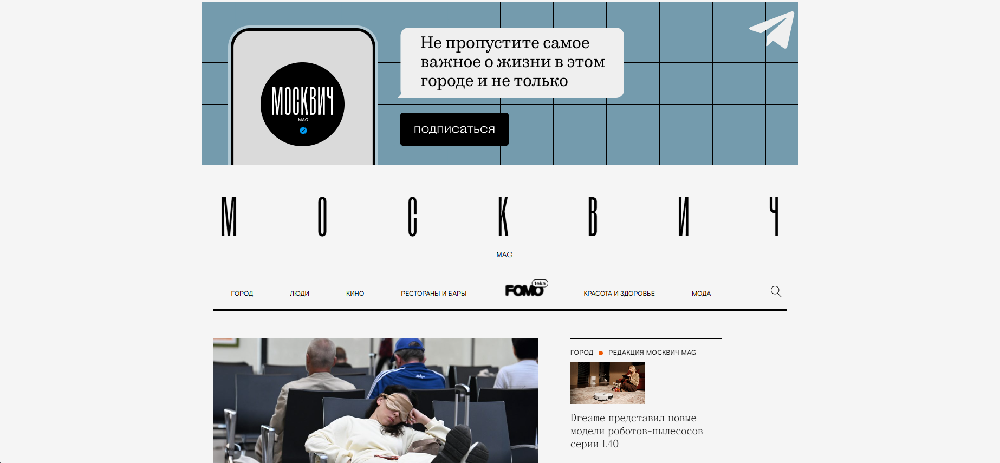 Не пропустите самое
важное о жизни в этом
городе и не только
МОСКВИЧ
MAG
подписаться
МОСКВИЧ
MAG
ГОРОД ЛЮДИ КИНО РЕСТОРАНЫ И БАРЫ FOMO teka КРАСОТА И ЗДОРОВЬЕ МОДА
ГОРОД РЕДАКЦИЯ МОСКВИЧ MAG
Dreame представил новые
модели роботов-пылесосов
серии L40